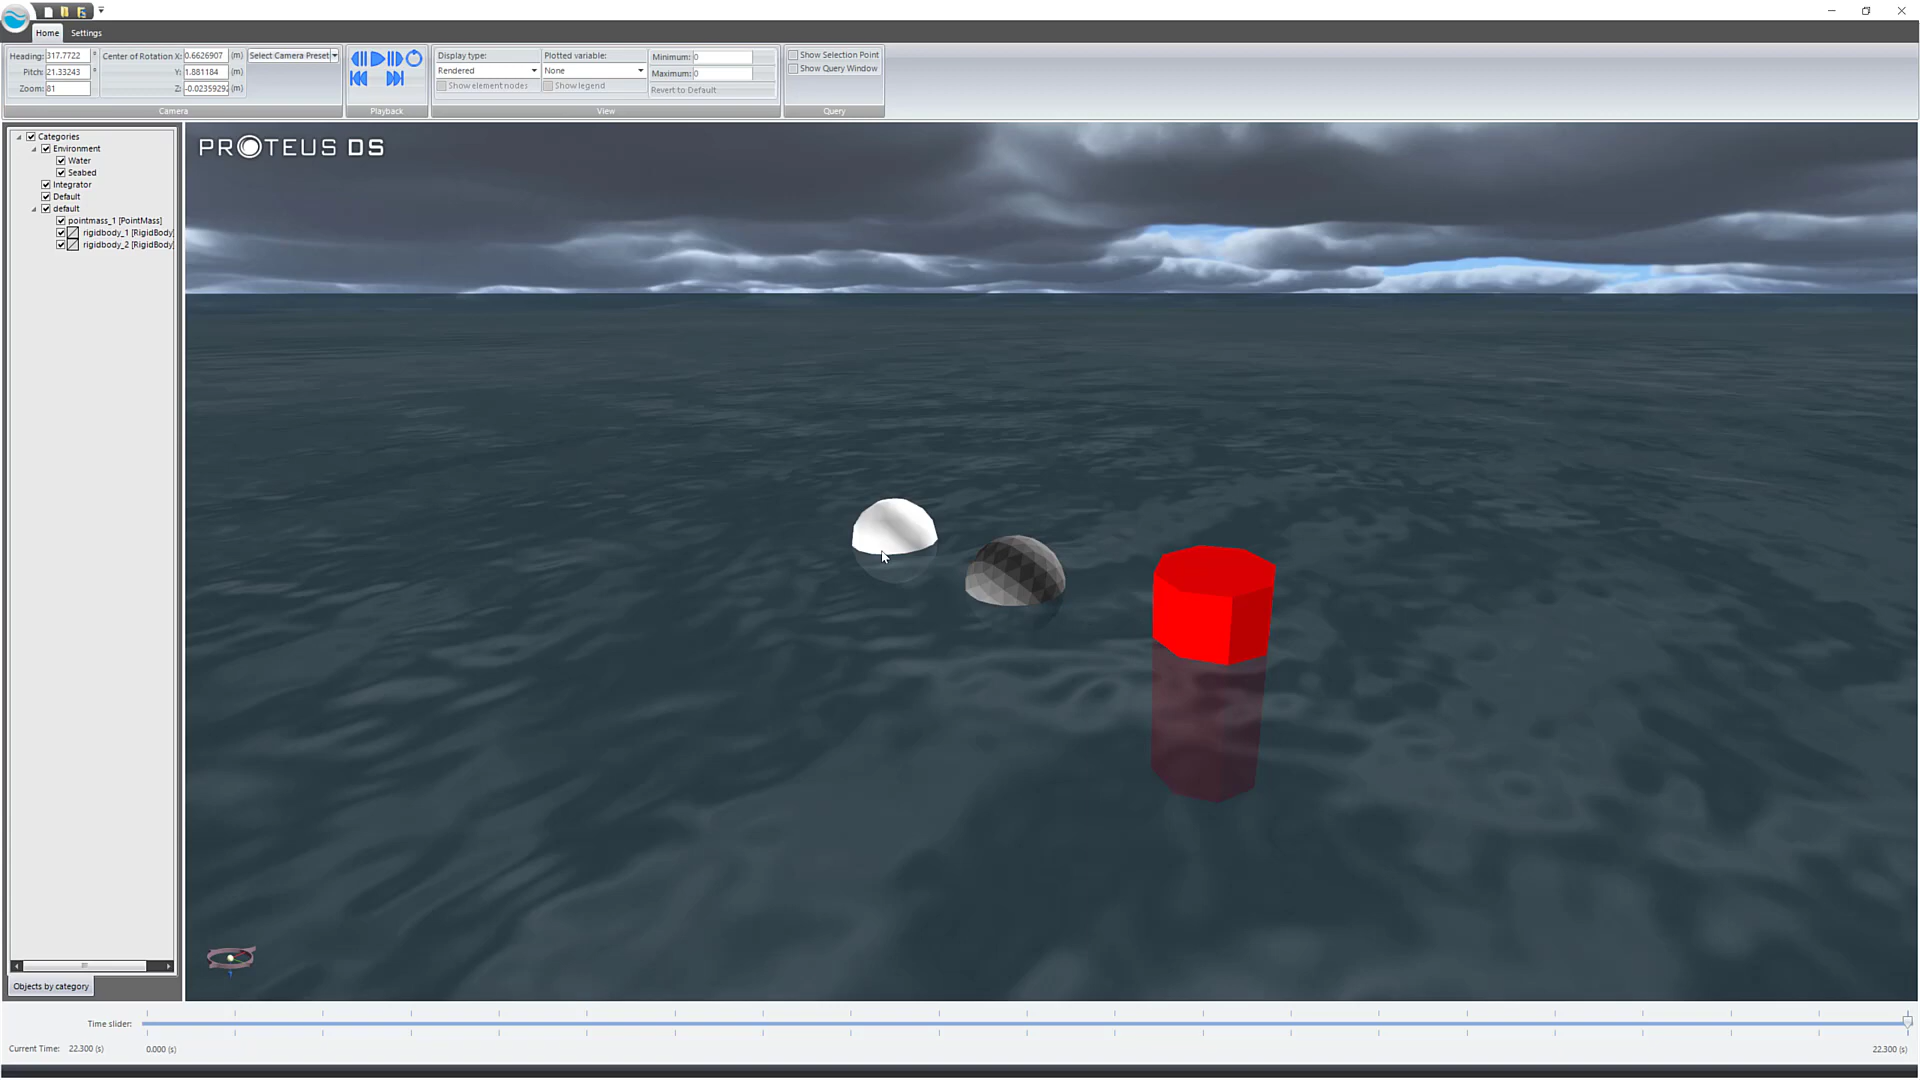 Home Settings
Heading: 317.7722 ° Center of Rotation X: 0.6626907 (m) Select Camera Preset
Pitch: 21.33243 ° Y: 1.881184 (m)
Zoom: 81 Z: -0.02359292 (m)
Camera
Playback
Display type: Plotted variable: Minimum: 0
Rendered None Maximum: 0
Show element nodes Show legend Revert to Default
View
Show Selection Point
Show Query Window
Query
Categories
Environment
Water
Seabed
Integrator
Default
default
pointmass_1 [PointMass]
rigidbody_1 [RigidBody
rigidbody_2 [RigidBody
Objects by category
PROTEUS DS
Time slider:
Current Time: 22.300 (s) 0.000 (s) 22.300 (s)